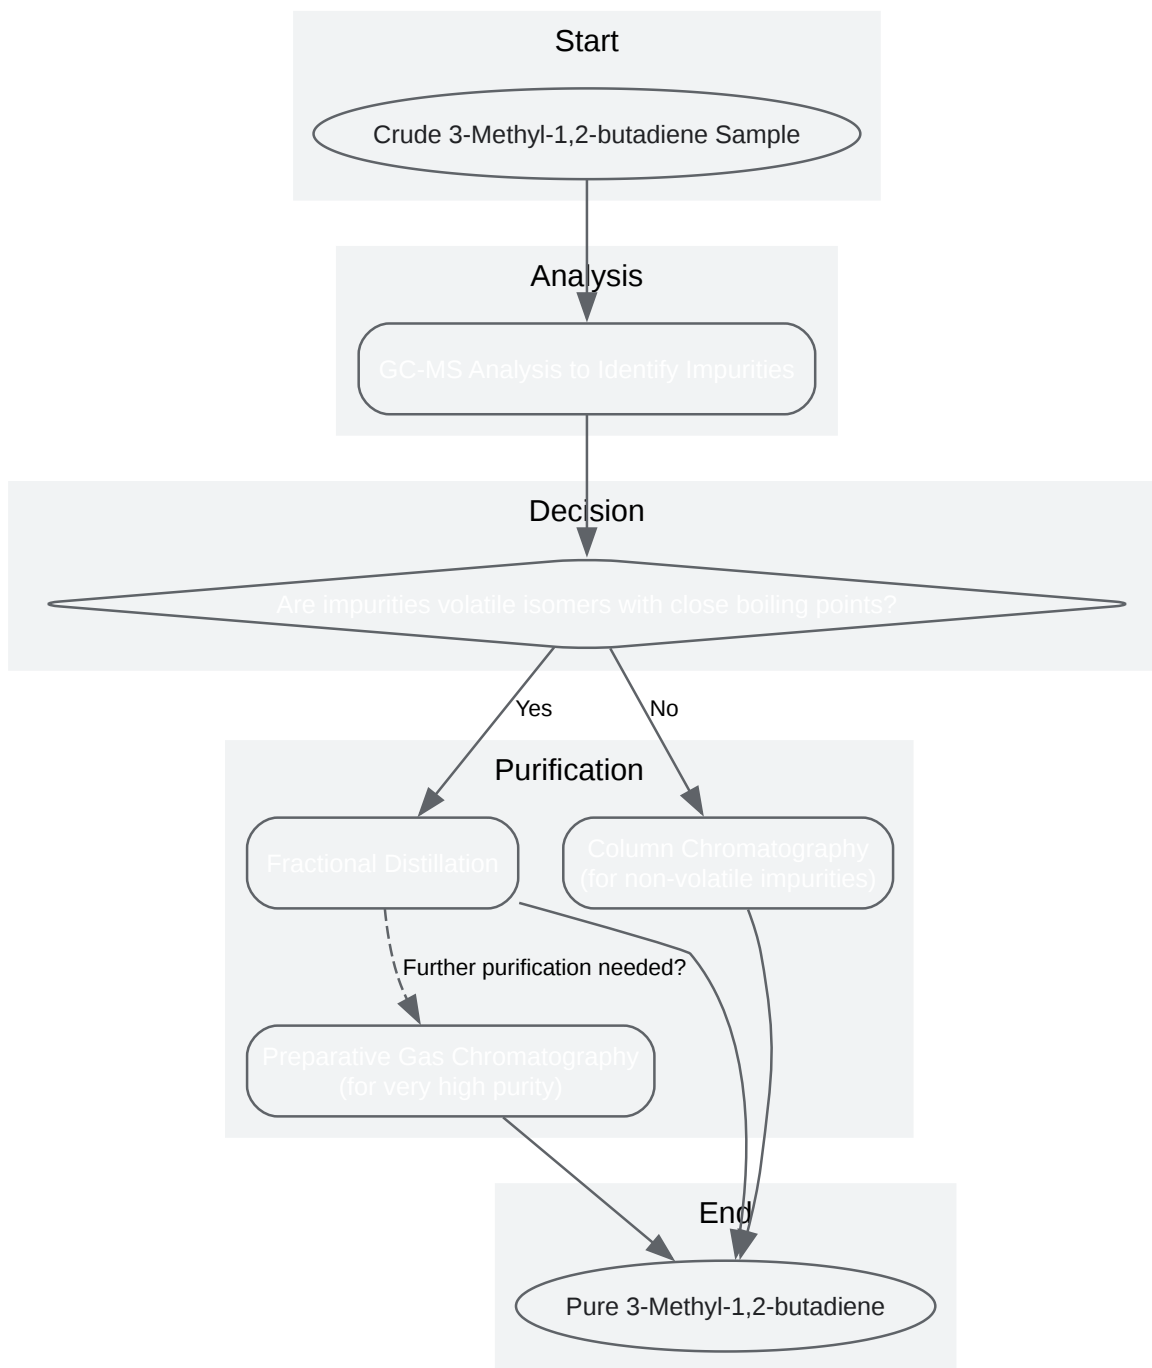 Start
Crude 3-Methyl-1,2-butadiene Sample
Analysis
GC-MS Analysis to Identify Impurities
Decision
Are impurities volatile isomers with close boiling points?
Yes
No
Purification
Fractional Distillation
Column Chromatography
(for non-volatile impurities)
Further purification needed?
Preparative Gas Chromatography
(for very high purity)
End
Pure 3-Methyl-1,2-butadiene